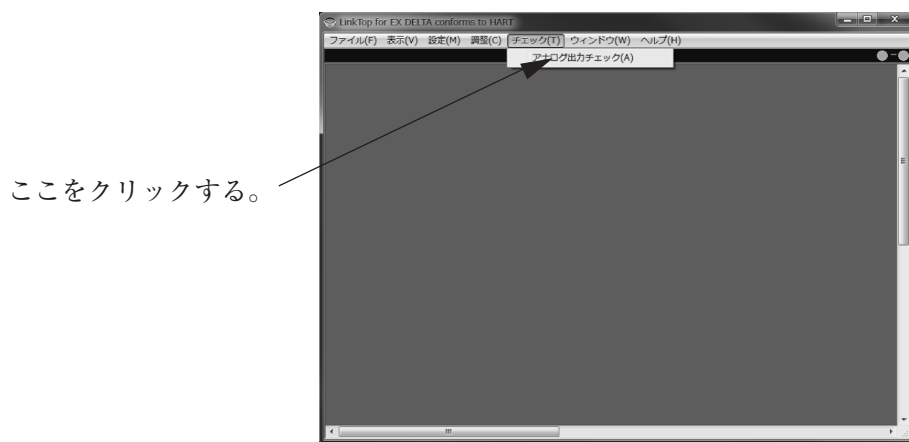 LinkTop for EX DELTA conforms to HART
ファイル(F) 表示(V) 設定(M) 調整(C) チェック(T) ウィンドウ(W) ヘルプ(H)
アナログ出力チェック(A)
ここをクリックする。